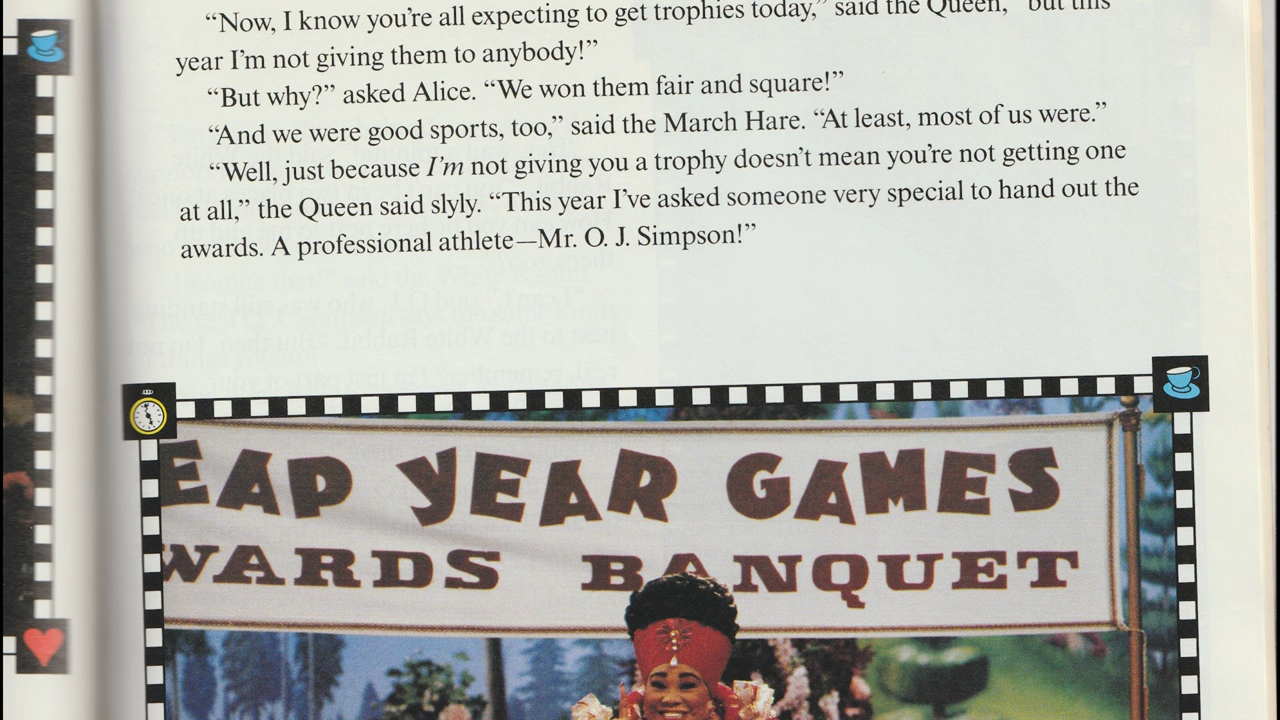 “Now, I know you’re all expecting to get trophies today,” said the Queen, “but this
year I’m not giving them to anybody!”
“But why?” asked Alice. “We won them fair and square!”
“And we were good sports, too,” said the March Hare. “At least, most of us were.”
“Well, just because I’m not giving you a trophy doesn’t mean you’re not getting one
at all,” the Queen said slyly. “This year I’ve asked someone very special to hand out the
awards. A professional athlete—Mr. O. J. Simpson!”
EAP YEAR GAMES
WARDS BANQUET